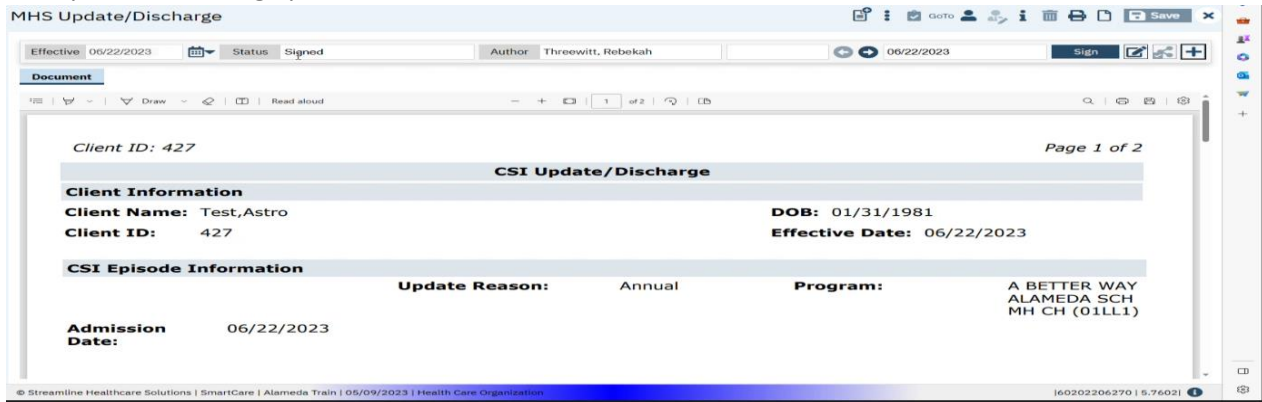 MHS Update/Discharge GOTO Save
Effective 06/22/2023 Status Signed Author Threewitt, Rebekah 06/22/2023 Sign
Document
Draw Read aloud 1 of 2
Client ID: 427 Page 1 of 2
CSI Update/Discharge
Client Information
Client Name: Test,Astro DOB: 01/31/1981
Client ID: 427 Effective Date: 06/22/2023
CSI Episode Information
Update Reason: Annual Program: A BETTER WAY
ALAMEDA SCH
MH CH (01LL1)
Admission 06/22/2023
Date:
© Streamline Healthcare Solutions | SmartCare | Alameda Train | 05/09/2023 | Health Care Organization |60202206270 | 5.7602|